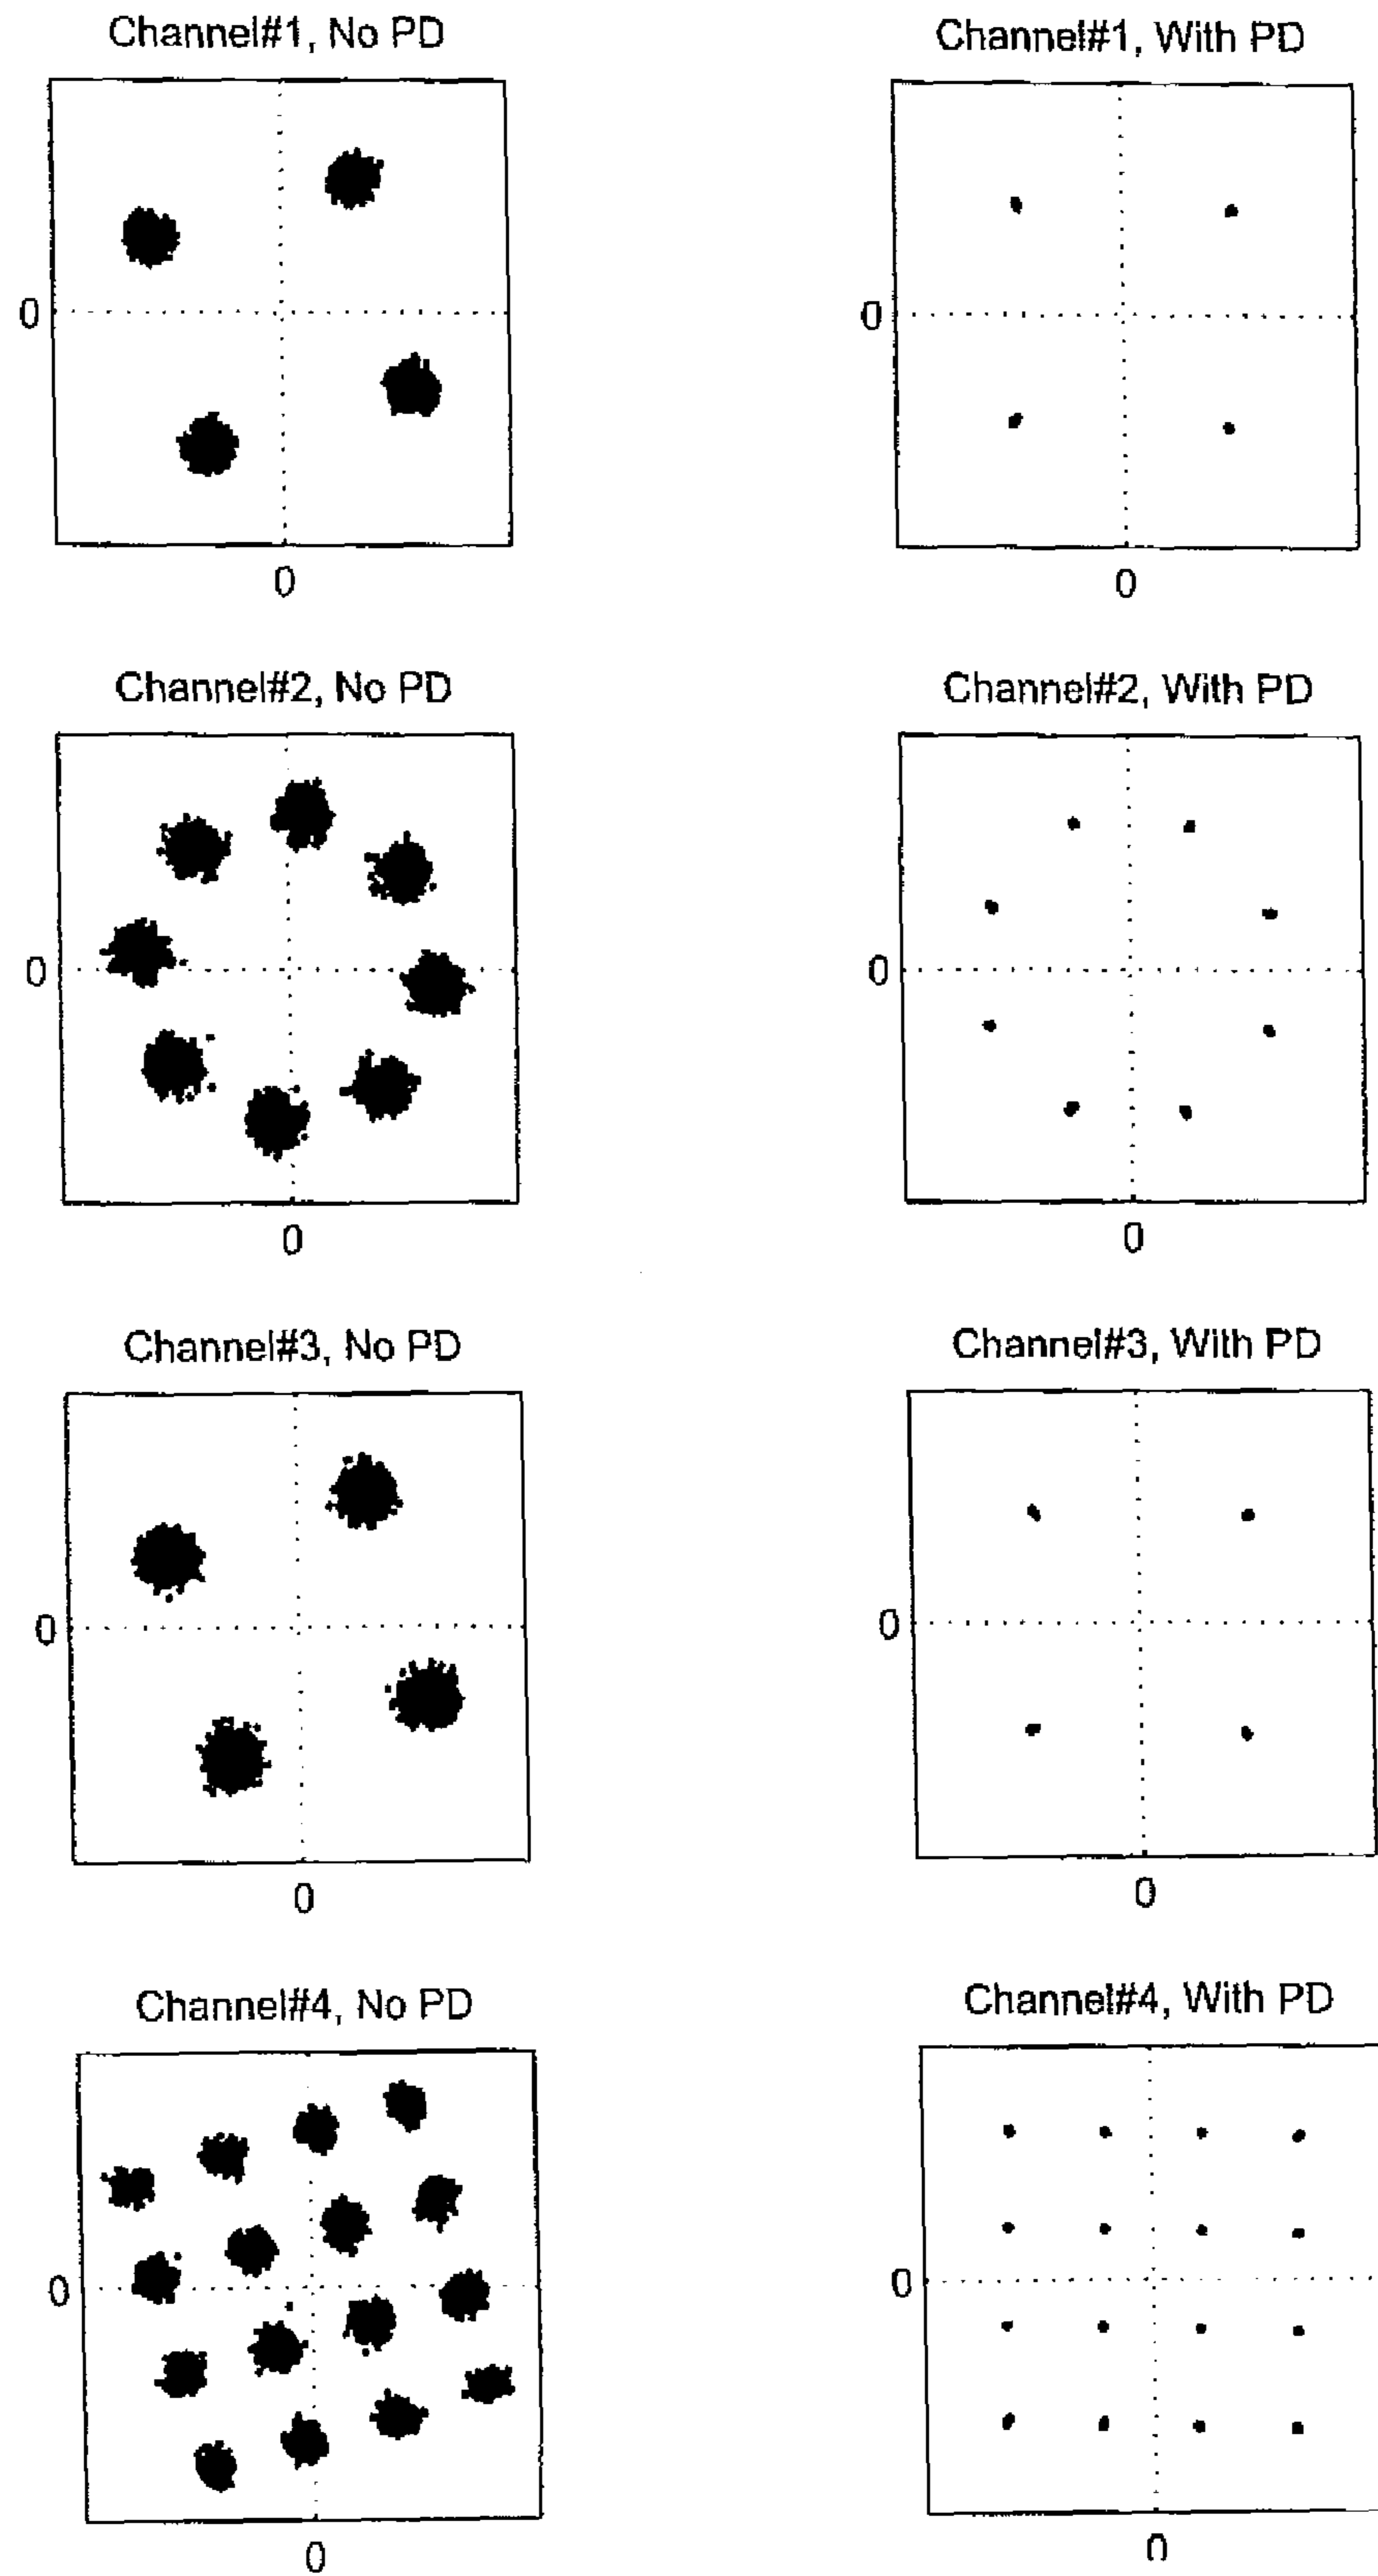 Channel#1, No PD
Channel#1, With PD
0
0
0
0
Channel#2, No PD
Channel#2, With PD
0
0
0
0
Channel#3, No PD
Channel#3, With PD
0
0
0
0
Channel#4, No PD
Channel#4, With PD
0
0
0
0